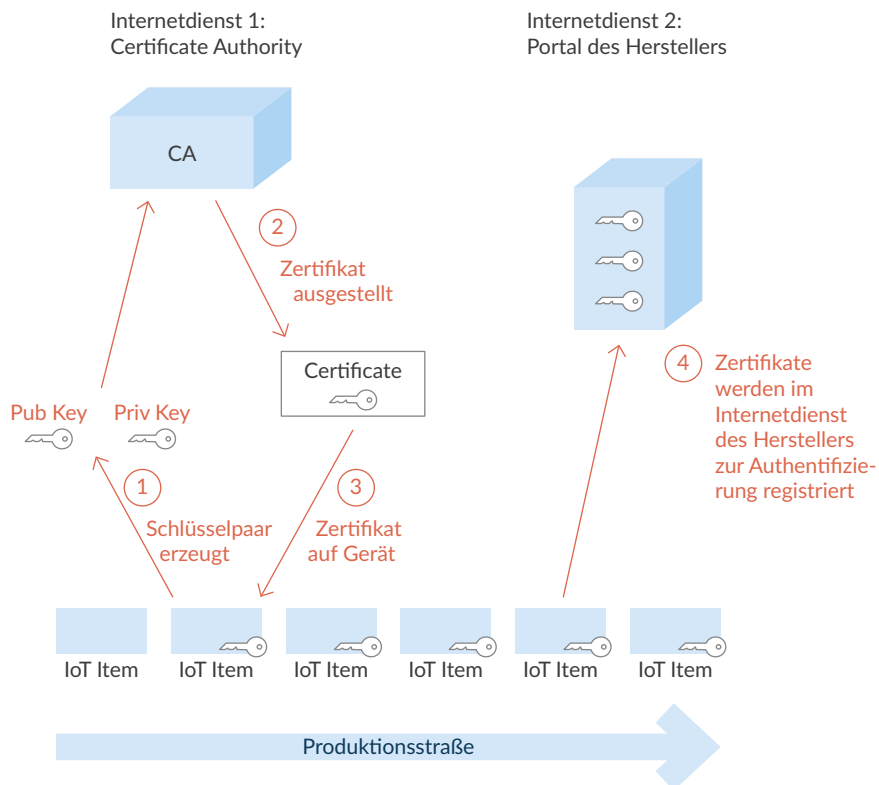 Internetdienst 1:
Certificate Authority
Internetdienst 2:
Portal des Herstellers
CA
2
Zertifikat
ausgestellt
Certificate
Pub Key
Priv Key
1
Schlüsselpaar
erzeugt
3
Zertifikat
auf Gerät
4
Zertifikate
werden im
Internetdienst
des Herstellers
zur Authentifizie-
rung registriert
IoT Item
IoT Item
IoT Item
IoT Item
IoT Item
IoT Item
Produktionsstraße